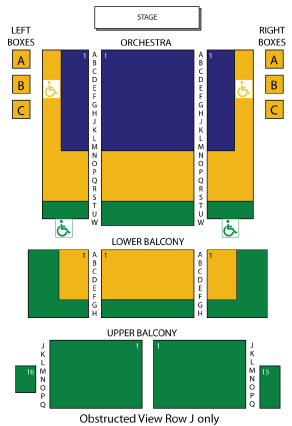 STAGE
LEFT BOXES
ORCHESTRA
RIGHT BOXES
A
B
C
1
A
B
C
D
E
F
G
H
J
K
L
M
N
O
P
Q
R
S
T
U
W
1
A
B
C
D
E
F
G
H
J
K
L
M
N
O
P
Q
R
S
T
U
W
1
A
B
C
LOWER BALCONY
1
A
B
C
D
E
F
G
H
1
A
B
C
D
E
F
G
H
1
UPPER BALCONY
16
J
K
L
M
N
O
P
Q
1
1
J
K
L
M
N
O
P
Q
15
Obstructed View Row J only